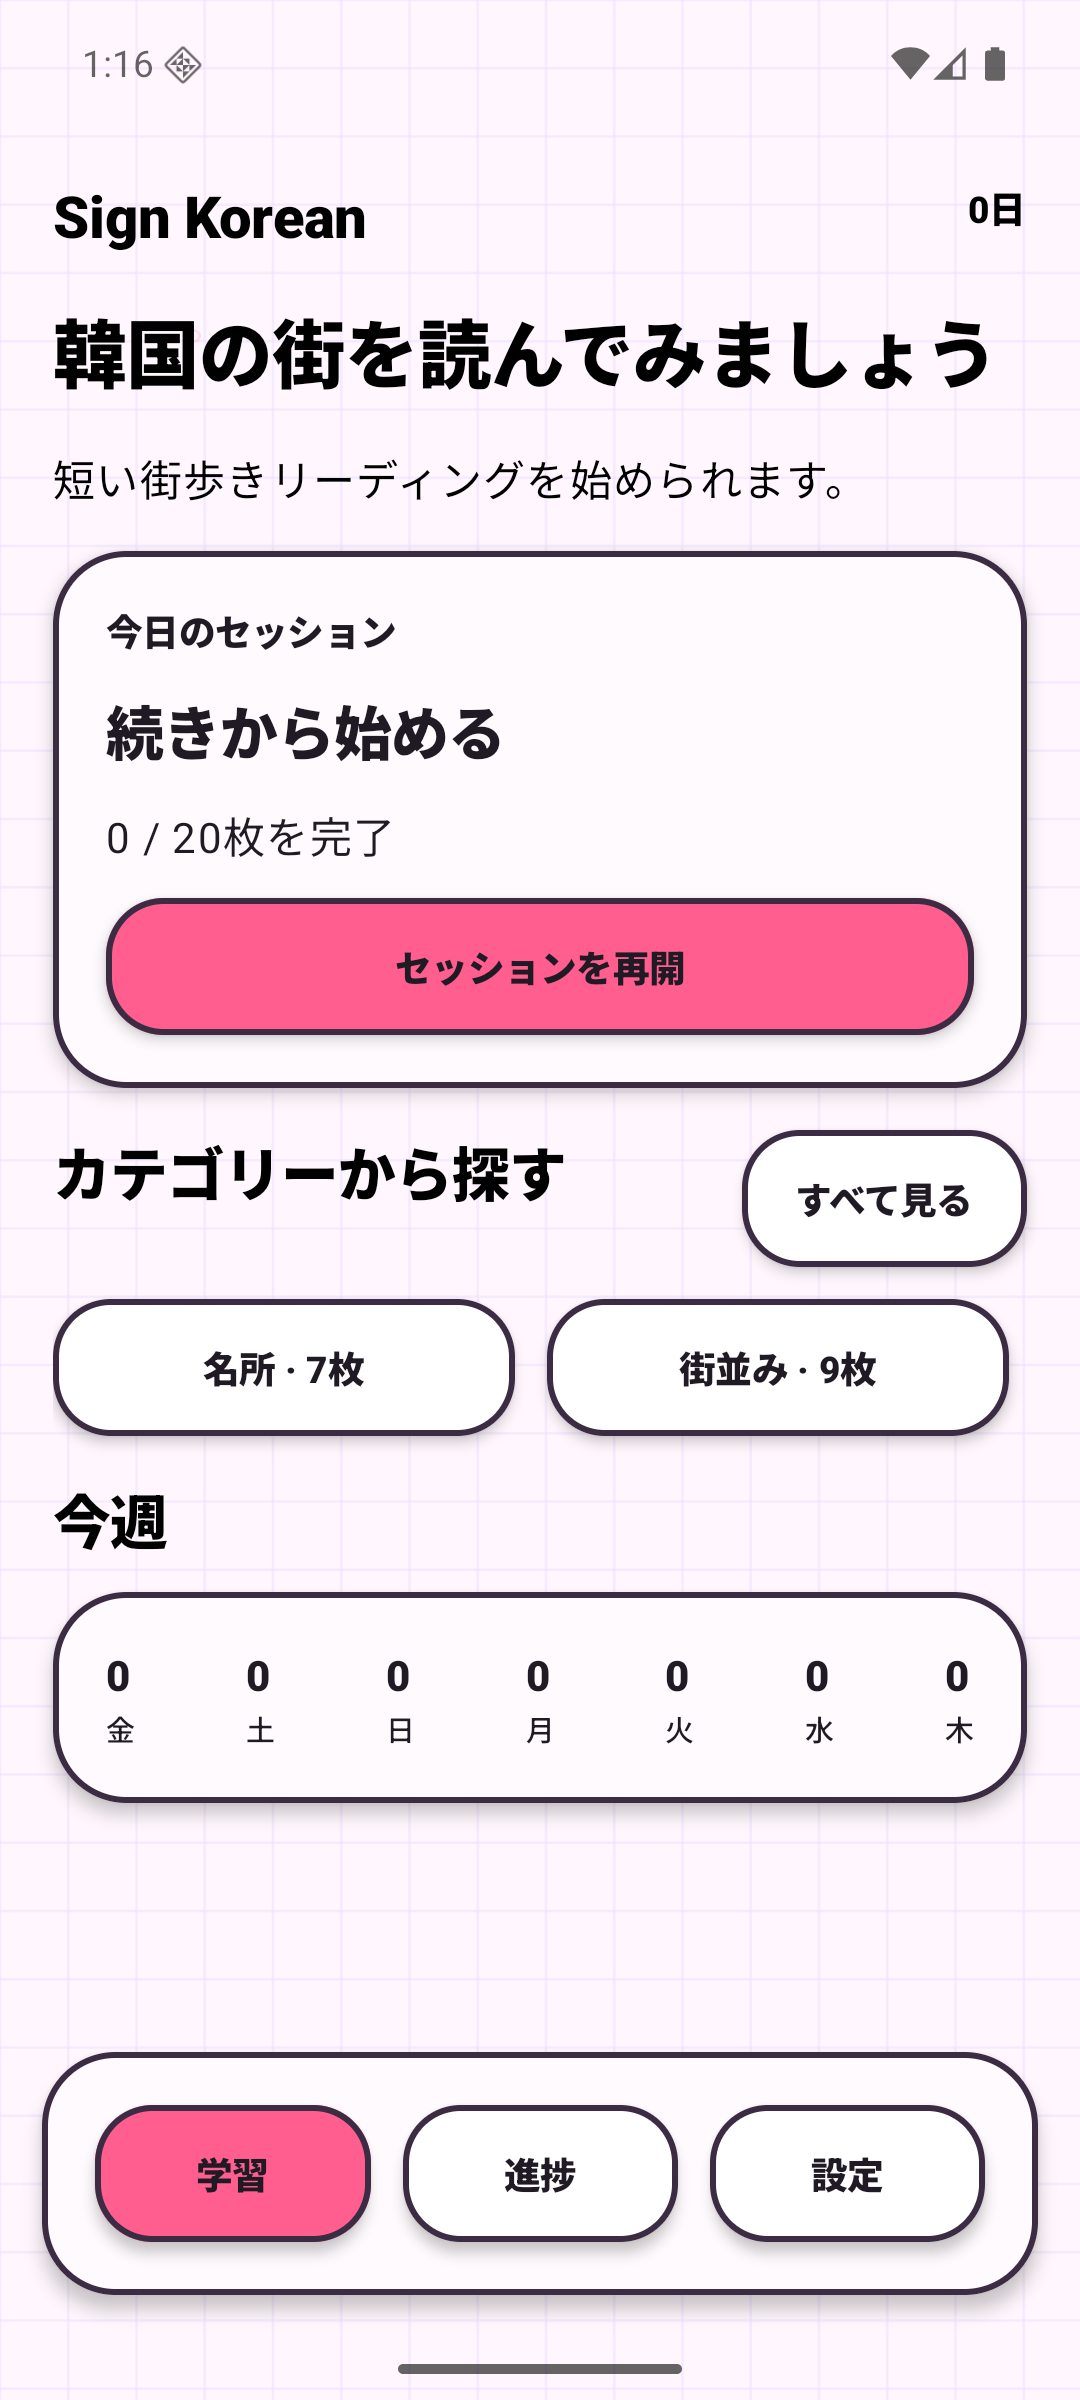 1:16
Sign Korean
0日
韓国の街を読んでみましょう
短い街歩きリーディングを始められます。
今日のセッション
続きから始める
0 / 20枚を完了
セッションを再開
カテゴリーから探す
すべて見る
名所 · 7枚
街並み · 9枚
今週
0 0 0 0 0 0 0
金 土 日 月 火 水 木
学習
進捗
設定